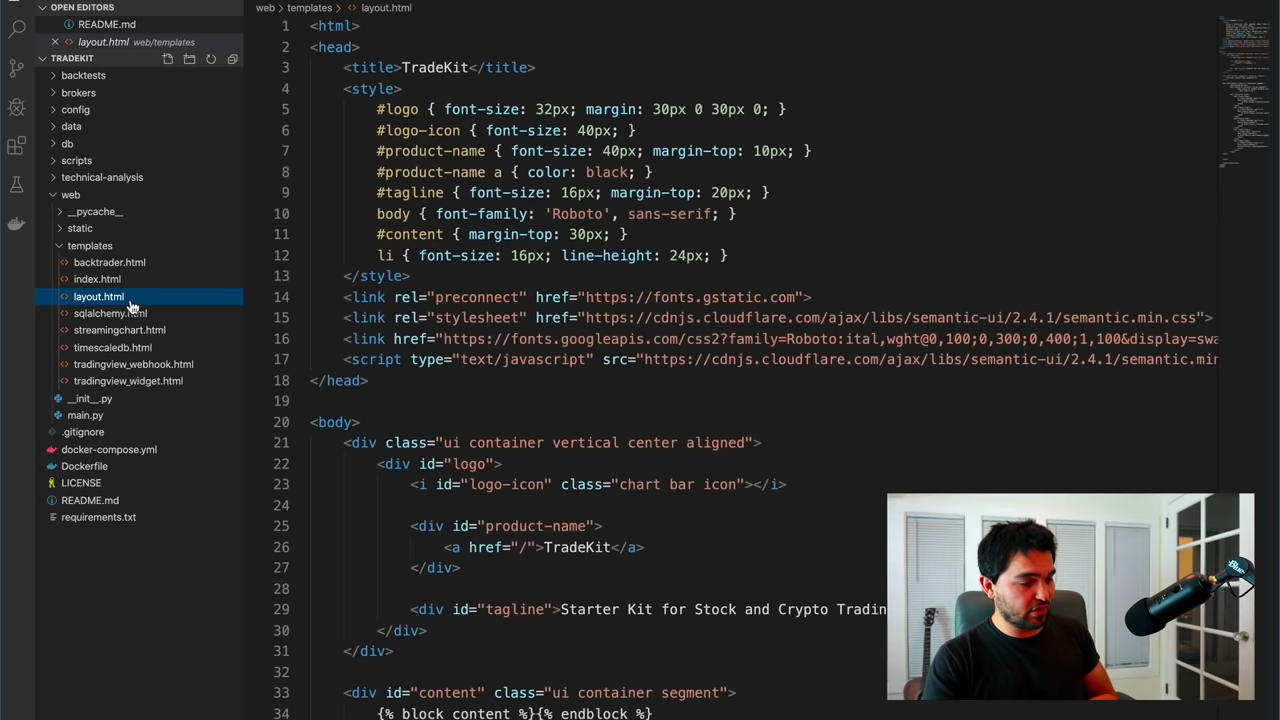 OPEN EDITORS
README.md
layout.html web/templates
TRADEKIT
backtests
brokers
config
data
db
scripts
technical-analysis
web
__pycache__
static
templates
backtrader.html
index.html
layout.html
sqlalchemy.html
streamingchart.html
timescaledb.html
tradingview_webhook.html
tradingview_widget.html
__init__.py
main.py
.gitignore
docker-compose.yml
Dockerfile
LICENSE
README.md
requirements.txt
web > templates > layout.html
1 <html>
2 <head>
3 <title>TradeKit</title>
4 <style>
5 #logo { font-size: 32px; margin: 30px 0 30px 0; }
6 #logo-icon { font-size: 40px; }
7 #product-name { font-size: 40px; margin-top: 10px; }
8 #product-name a { color: black; }
9 #tagline { font-size: 16px; margin-top: 20px; }
10 body { font-family: 'Roboto', sans-serif; }
11 #content { margin-top: 30px; }
12 li { font-size: 16px; line-height: 24px; }
13 </style>
14 <link rel="preconnect" href="https://fonts.gstatic.com">
15 <link rel="stylesheet" href="https://cdnjs.cloudflare.com/ajax/libs/semantic-ui/2.4.1/semantic.min.css">
16 <link href="https://fonts.googleapis.com/css2?family=Roboto:ital,wght@0,100;0,300;0,400;1,100&display=swa
17 <script type="text/javascript" src="https://cdnjs.cloudflare.com/ajax/libs/semantic-ui/2.4.1/semantic.min
18 </head>
19
20 <body>
21 <div class="ui container vertical center aligned">
22 <div id="logo">
23 <i id="logo-icon" class="chart bar icon"></i>
24
25 <div id="product-name">
26 <a href="/">TradeKit</a>
27 </div>
28
29 <div id="tagline">Starter Kit for Stock and Crypto Tradin
30 </div>
31 </div>
32
33 <div id="content" class="ui container segment">
34 {% block content %}{% endblock %}
Blue